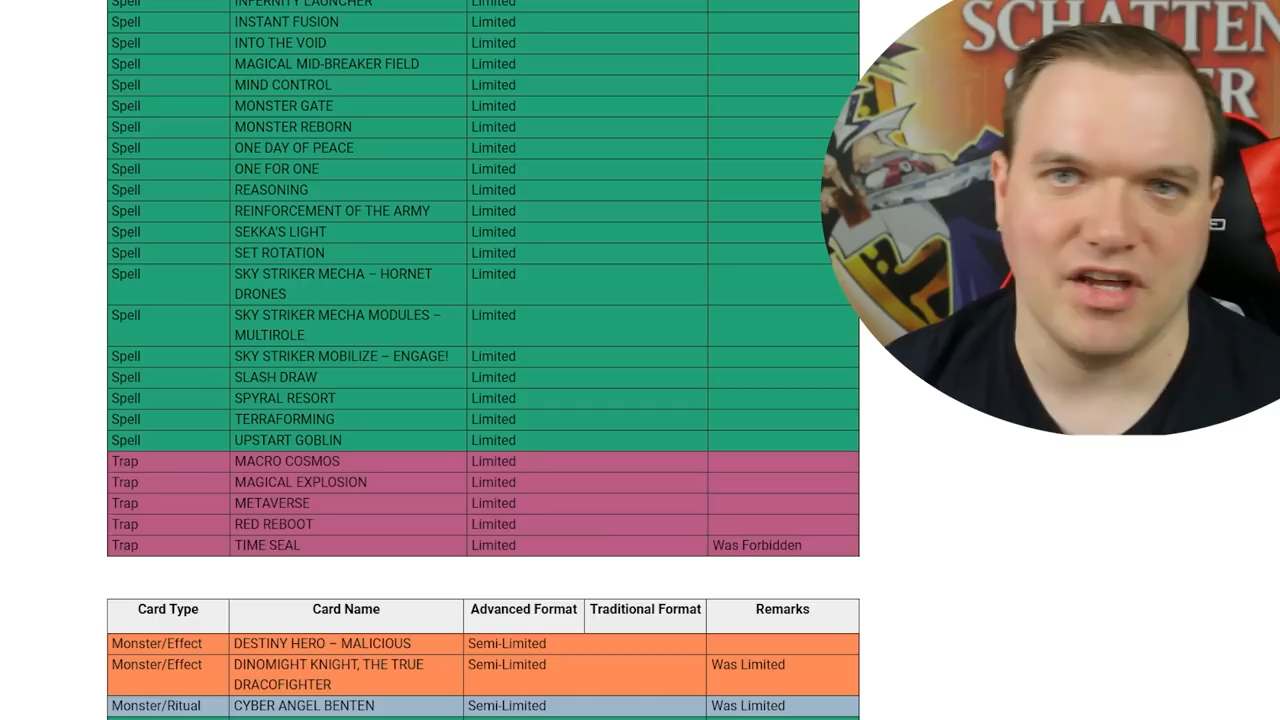 Spell INFERNITY LAUNCHER Limited
Spell INSTANT FUSION Limited
Spell INTO THE VOID Limited
Spell MAGICAL MID-BREAKER FIELD Limited
Spell MIND CONTROL Limited
Spell MONSTER GATE Limited
Spell MONSTER REBORN Limited
Spell ONE DAY OF PEACE Limited
Spell ONE FOR ONE Limited
Spell REASONING Limited
Spell REINFORCEMENT OF THE ARMY Limited
Spell SEKKA'S LIGHT Limited
Spell SET ROTATION Limited
Spell SKY STRIKER MECHA – HORNET Limited
DRONES
Spell SKY STRIKER MECHA MODULES – Limited
MULTIROLE
Spell SKY STRIKER MOBILIZE – ENGAGE! Limited
Spell SLASH DRAW Limited
Spell SPYRAL RESORT Limited
Spell TERRAFORMING Limited
Spell UPSTART GOBLIN Limited
Trap MACRO COSMOS Limited
Trap MAGICAL EXPLOSION Limited
Trap METAVERSE Limited
Trap RED REBOOT Limited
Trap TIME SEAL Limited Was Forbidden
Card Type Card Name Advanced Format Traditional Format Remarks
Monster/Effect DESTINY HERO – MALICIOUS Semi-Limited
Monster/Effect DINOMIGHT KNIGHT, THE TRUE Semi-Limited Was Limited
DRACOFIGHTER
Monster/Ritual CYBER ANGEL BENTEN Semi-Limited Was Limited
SCHATTEN